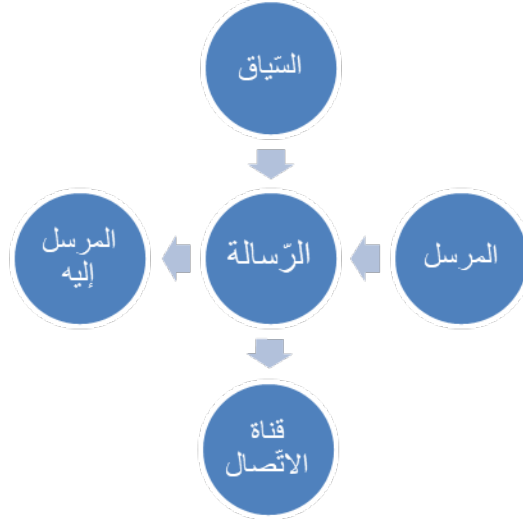 السّياق
المرسل
الرّسالة
المرسل
إليه
قناة
الاتّصال